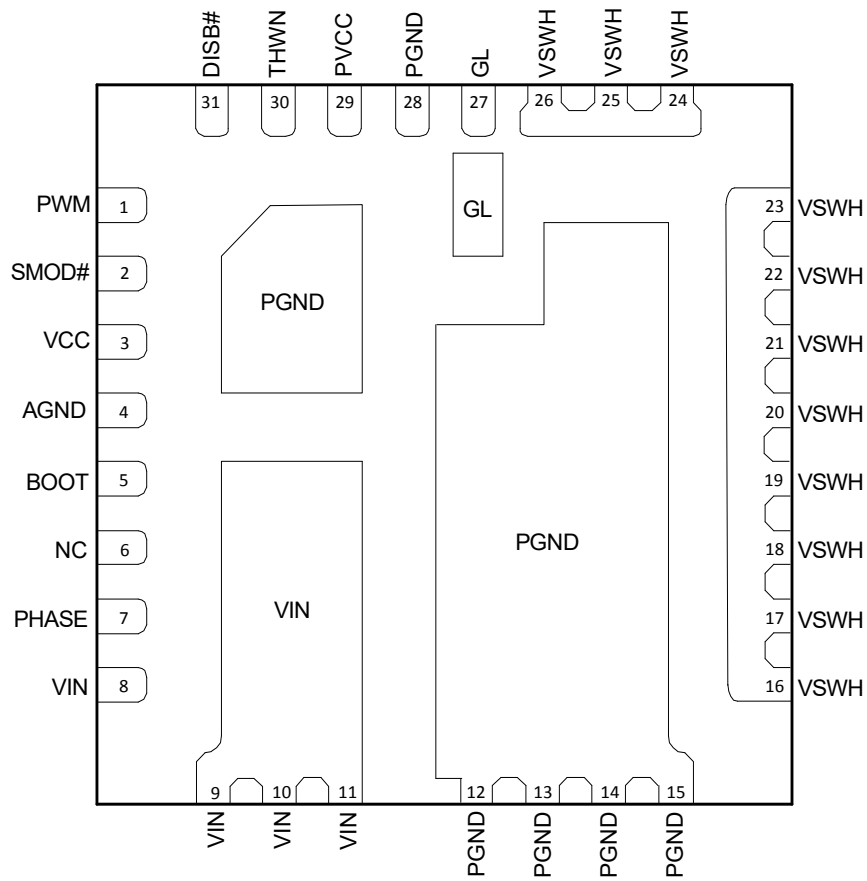 DISB# THWN PVCC PGND GL VSWH VSWH VSWH
31 30 29 28 27 26 25 24
PWM 1 GL 23 VSWH
SMOD# 2 22 VSWH
PGND
VCC 3 21 VSWH
AGND 4 20 VSWH
BOOT 5 19 VSWH
PGND
NC 6 18 VSWH
VIN
PHASE 7 17 VSWH
VIN 8 16 VSWH
9 10 11 12 13 14 15
VIN VIN VIN PGND PGND PGND PGND